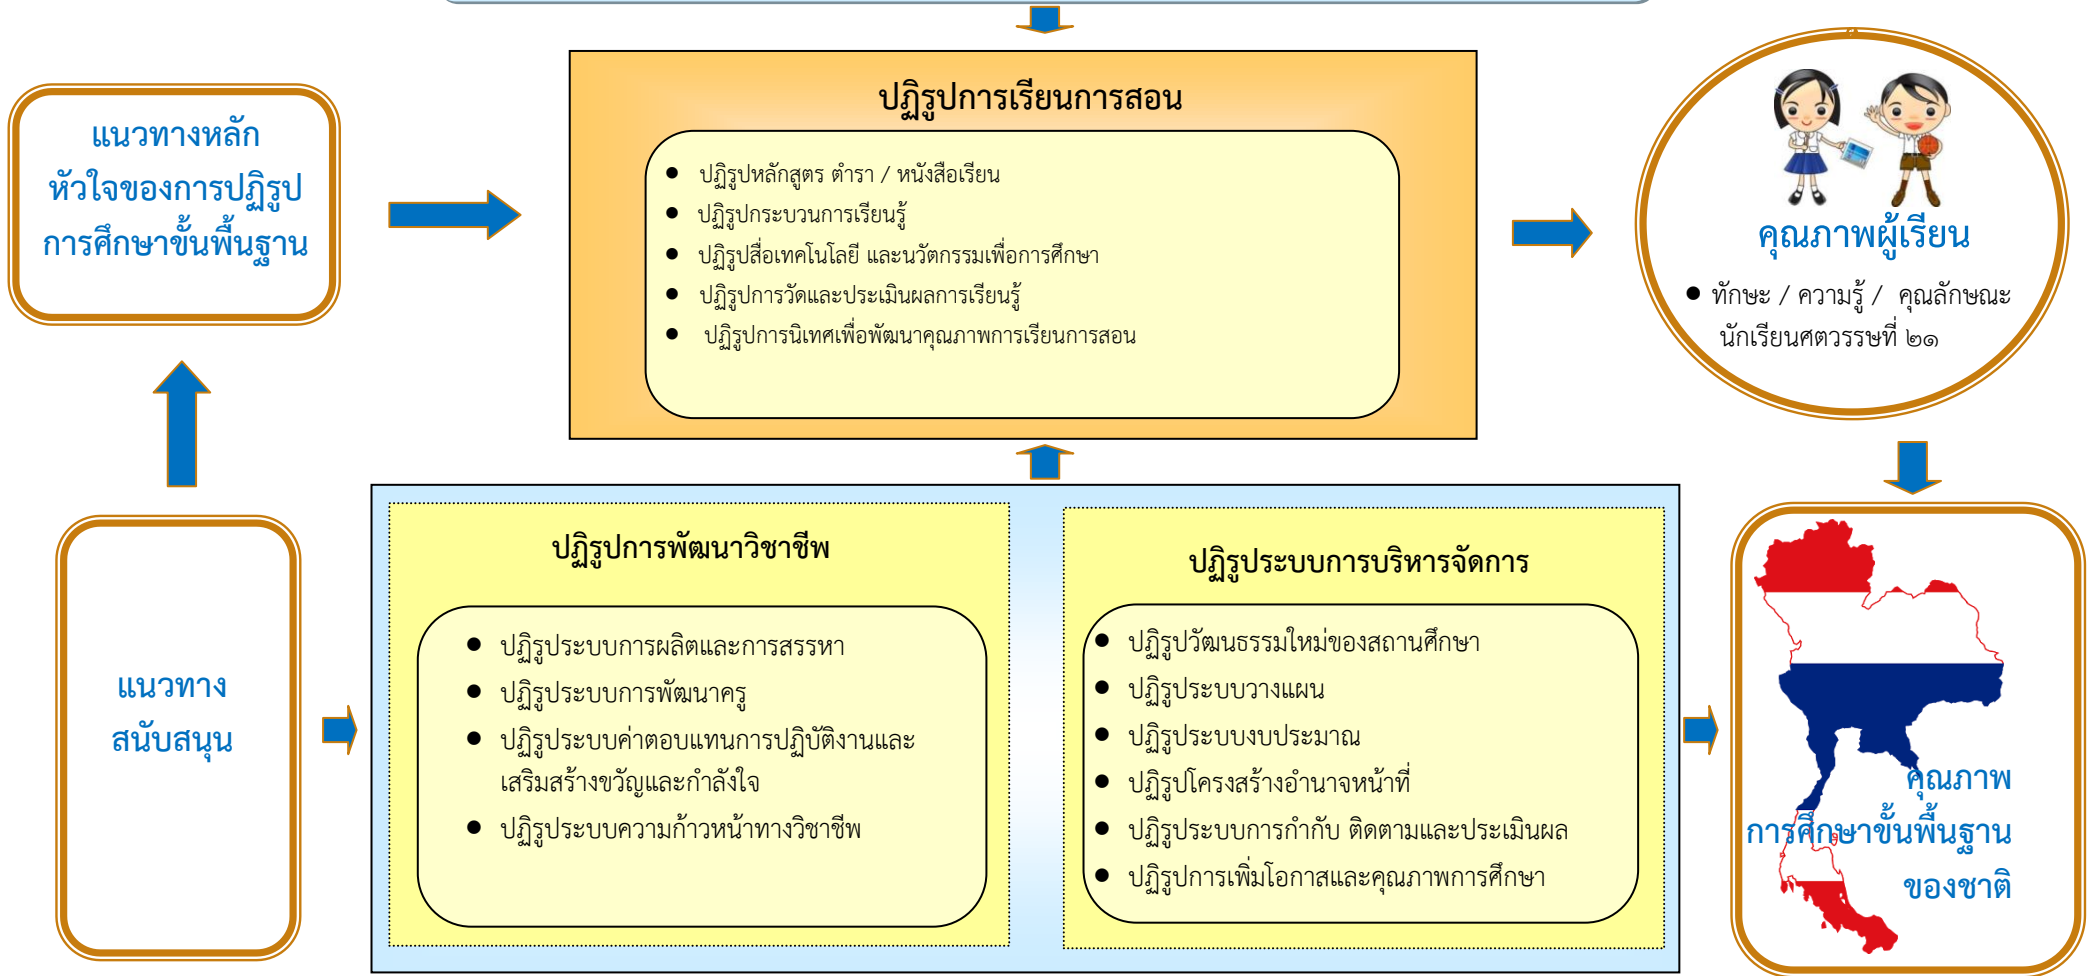 แนวทางหลัก
หัวใจของการปฏิรูป
การศึกษาขั้นพื้นฐาน
ปฏิรูปการเรียนการสอน
● ปฏิรูปหลักสูตร ตำรา / หนังสือเรียน
● ปฏิรูปกระบวนการเรียนรู้
● ปฏิรูปสื่อเทคโนโลยี และนวัตกรรมเพื่อการศึกษา
● ปฏิรูปการวัดและประเมินผลการเรียนรู้
● ปฏิรูปการนิเทศเพื่อพัฒนาคุณภาพการเรียนการสอน
คุณภาพผู้เรียน
● ทักษะ / ความรู้ / คุณลักษณะ
นักเรียนศตวรรษที่ ๒๑
แนวทาง
สนับสนุน
ปฏิรูปการพัฒนาวิชาชีพ
● ปฏิรูประบบการผลิตและการสรรหา
● ปฏิรูประบบการพัฒนาครู
● ปฏิรูประบบค่าตอบแทนการปฏิบัติงานและ
เสริมสร้างขวัญและกำลังใจ
● ปฏิรูประบบความก้าวหน้าทางวิชาชีพ
ปฏิรูประบบการบริหารจัดการ
● ปฏิรูปวัฒนธรรมใหม่ของสถานศึกษา
● ปฏิรูประบบวางแผน
● ปฏิรูประบบงบประมาณ
● ปฏิรูปโครงสร้างอำนาจหน้าที่
● ปฏิรูประบบการกำกับ ติดตามและประเมินผล
● ปฏิรูปการเพิ่มโอกาสและคุณภาพการศึกษา
คุณภาพ
การศึกษาขั้นพื้นฐาน
ของชาติ